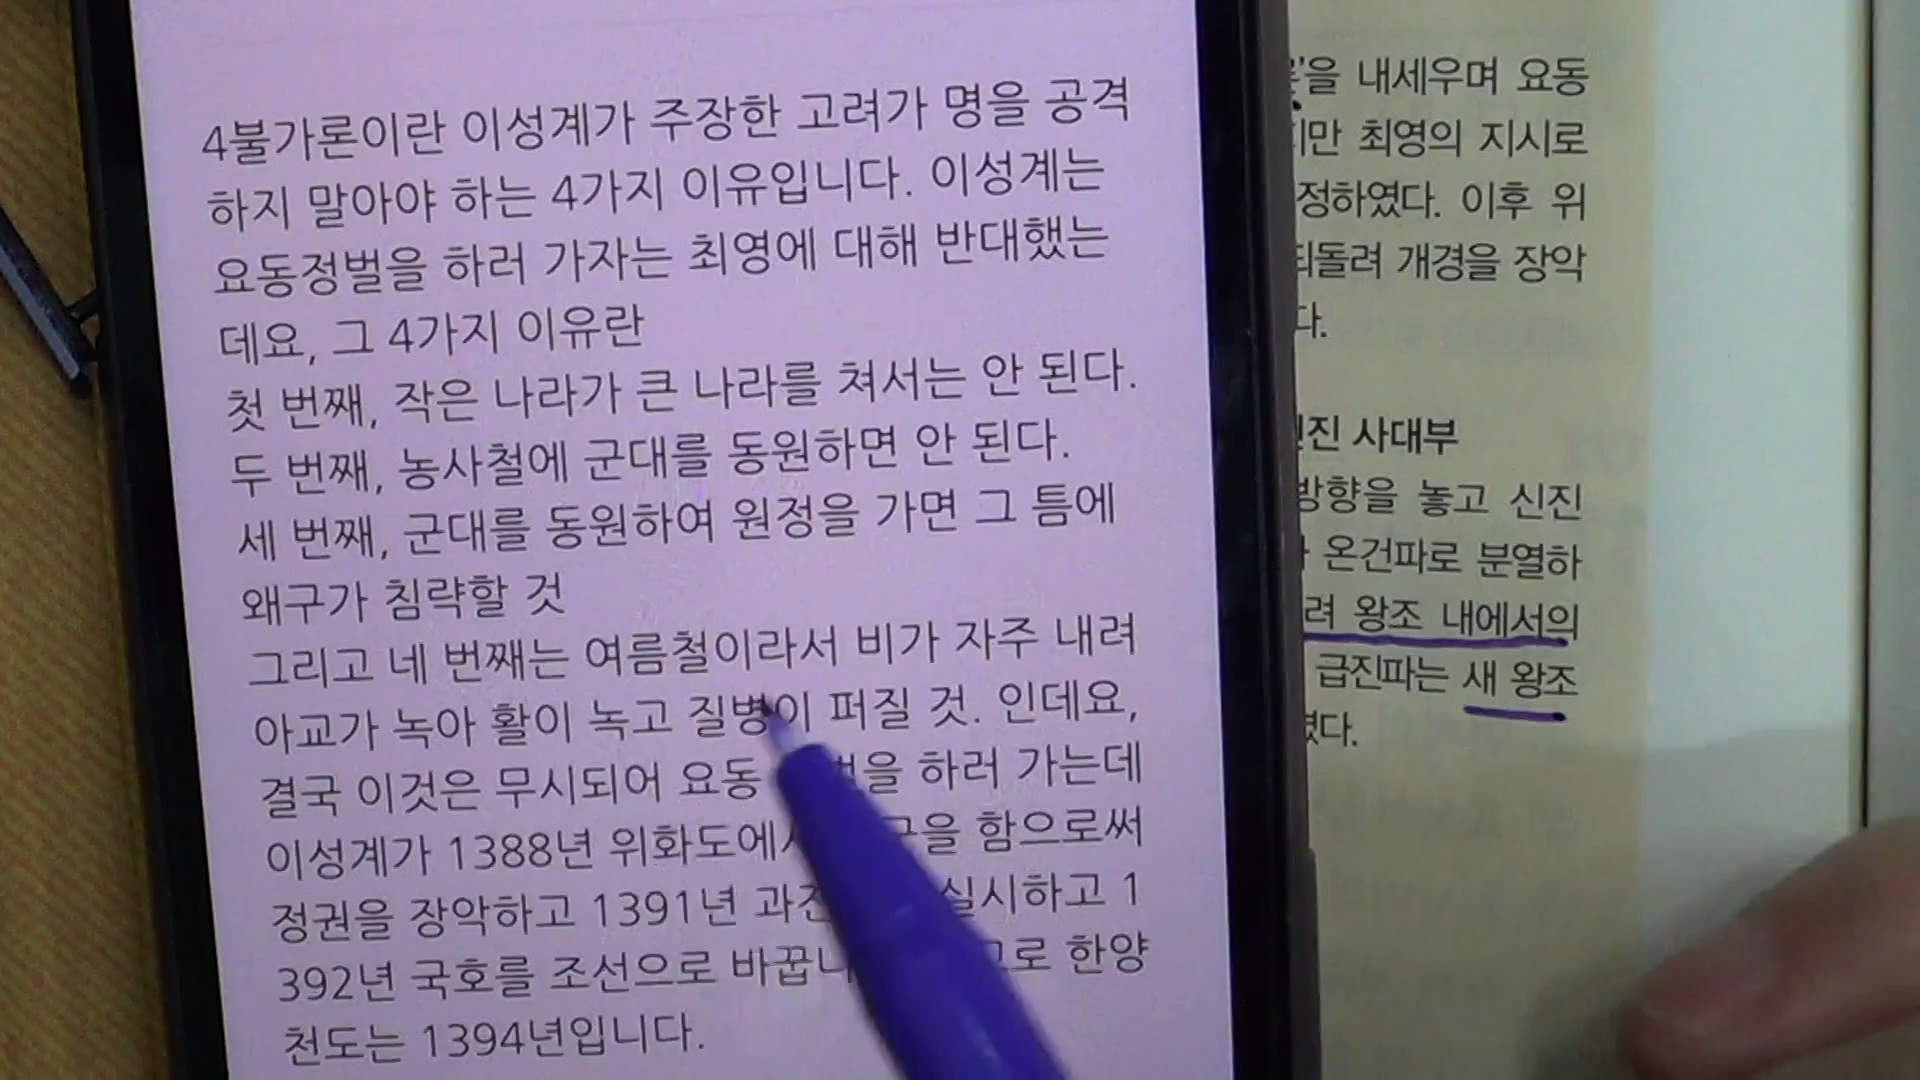 4불가론이란 이성계가 주장한 고려가 명을 공격
하지 말아야 하는 4가지 이유입니다. 이성계는
요동정벌을 하러 가자는 최영에 대해 반대했는
데요, 그 4가지 이유란
첫 번째, 작은 나라가 큰 나라를 쳐서는 안 된다.
두 번째, 농사철에 군대를 동원하면 안 된다.
세 번째, 군대를 동원하여 원정을 가면 그 틈에
왜구가 침략할 것
그리고 네 번째는 여름철이라서 비가 자주 내려
아교가 녹아 활이 녹고 질병이 퍼질 것. 인데요,
결국 이것은 무시되어 요동 하러 가는데
이성계가 1388년 위화도에서 함으로써
정권을 장악하고 1391년 실시하고 1
392년 국호를 조선으로 한양
천도는 1394년입니다.
을 내세우며 요동
최영의 지시로
정하였다. 이후 위
되돌려 개경을 장악
다.
사대부
방향을 놓고 신진
온건파로 분열하
려 왕조 내에서의
급진파는 새 왕조
였다.